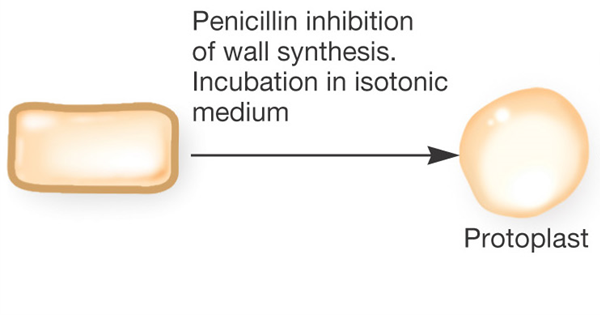 Penicillin inhibition
of wall synthesis.
Incubation in isotonic
medium
Protoplast